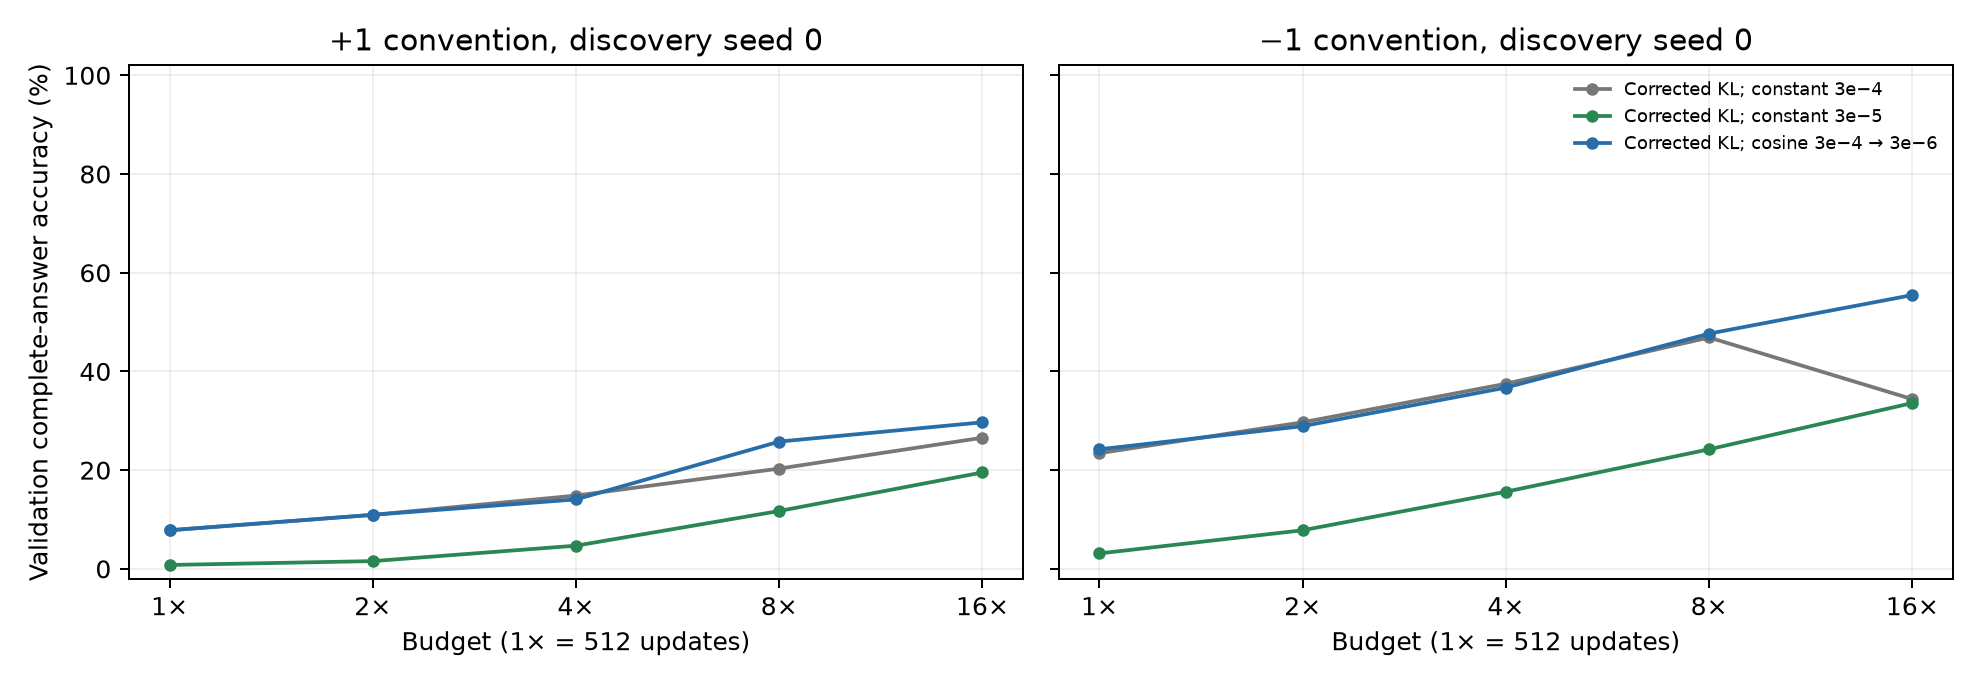 +1 convention, discovery seed 0
−1 convention, discovery seed 0
Validation complete-answer accuracy (%)
100
80
60
40
20
0
1×
2×
4×
8×
16×
Budget (1× = 512 updates)
Corrected KL; constant 3e−4
Corrected KL; constant 3e−5
Corrected KL; cosine 3e−4 → 3e−6
1×
2×
4×
8×
16×
Budget (1× = 512 updates)